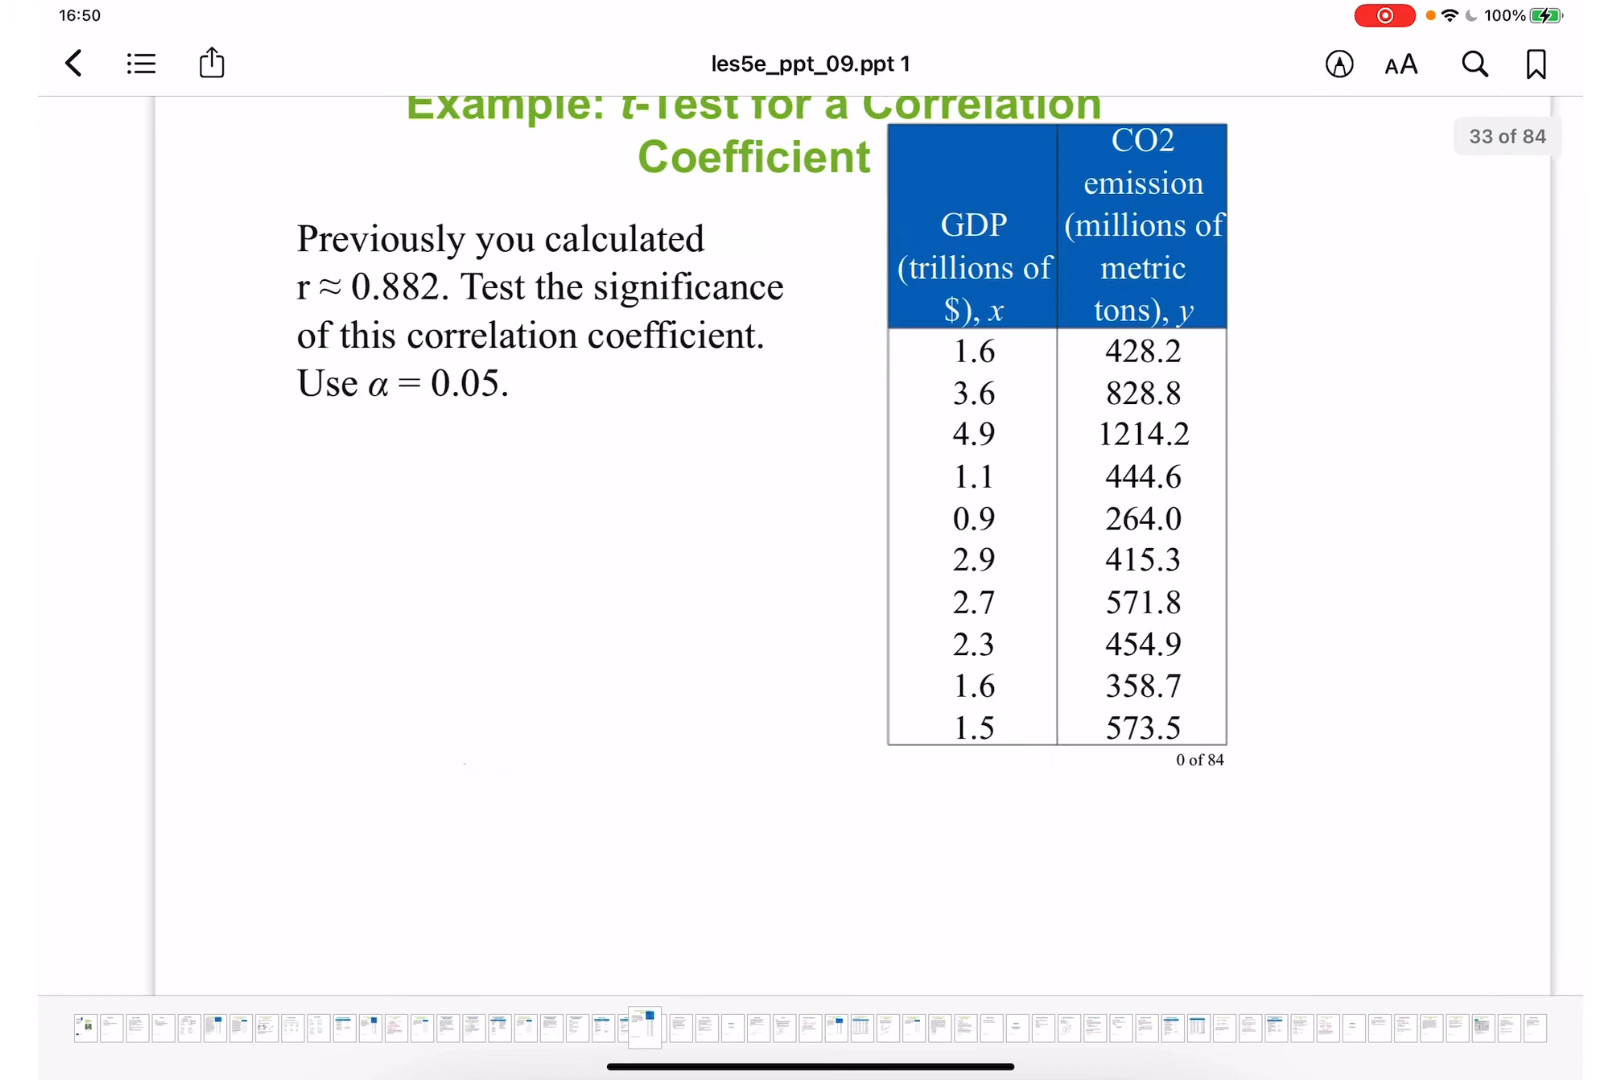 16:50
100%
les5e_ppt_09.ppt 1
AA
33 of 84
Example: t-Test for a Correlation
Coefficient
Previously you calculated
r ≈ 0.882. Test the significance
of this correlation coefficient.
Use α = 0.05.
GDP
(trillions of
$), x
CO2
emission
(millions of
metric
tons), y
1.6 428.2
3.6 828.8
4.9 1214.2
1.1 444.6
0.9 264.0
2.9 415.3
2.7 571.8
2.3 454.9
1.6 358.7
1.5 573.5
0 of 84